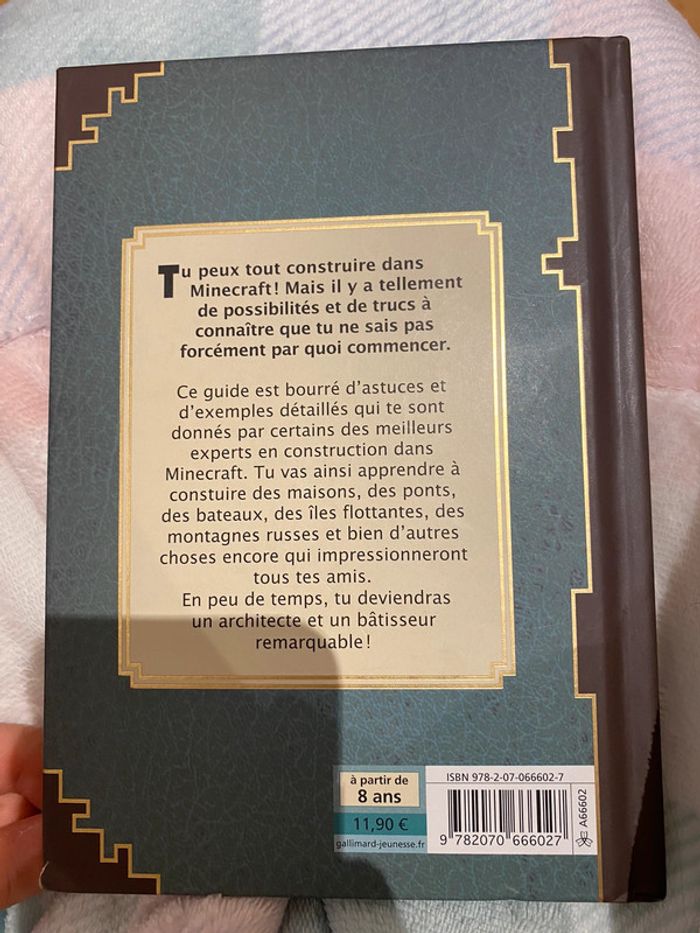 Tu peux tout construire dans
Minecraft! Mais il y a tellement
de possibilités et de trucs à
connaître que tu ne sais pas
forcément par quoi commencer.
Ce guide est bourré d'astuces et
d'exemples détaillés qui te sont
donnés par certains des meilleurs
experts en construction dans
Minecraft. Tu vas ainsi apprendre à
constuire des maisons, des ponts,
des bateaux, des îles flottantes, des
montagnes russes et bien d'autres
choses encore qui impressionneront
tous tes amis.
En peu de temps, tu deviendras
un architecte et un bâtisseur
remarquable!
à partir de
8 ans
11,90 €
gallimard-jeunesse.fr
ISBN 978-2-07-066602-7
9 782070 666027
A66602